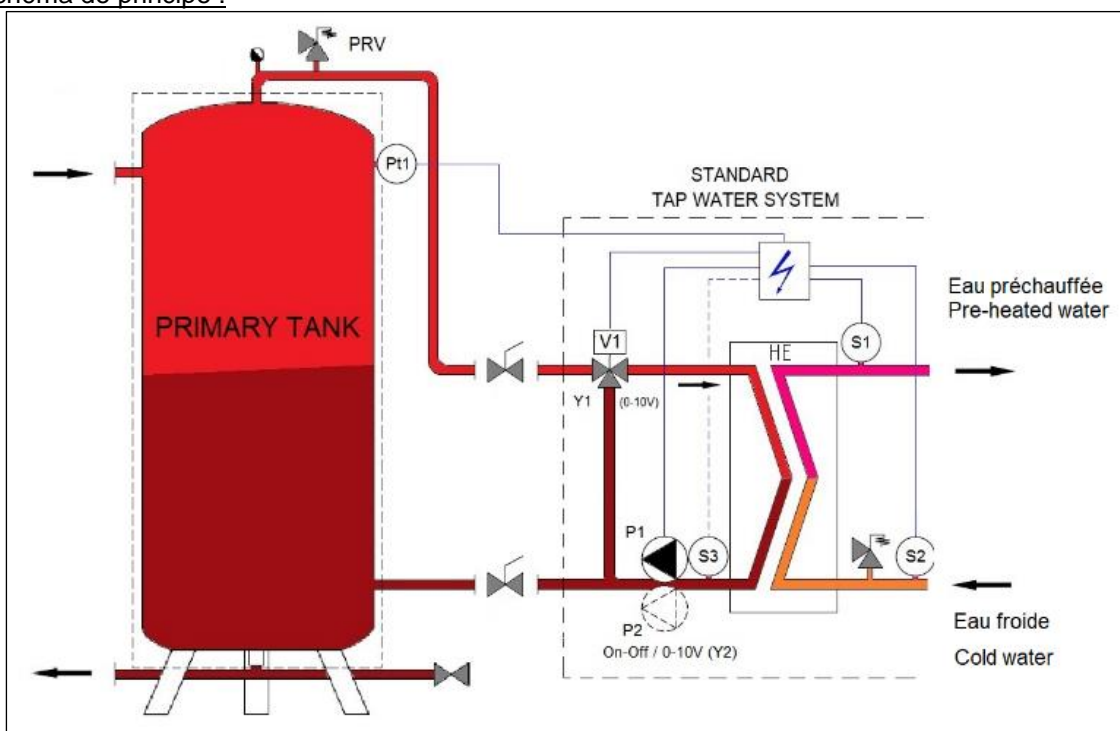 PRV
Pt1
STANDARD
TAP WATER SYSTEM
PRIMARY TANK
Eau préchauffée
Pre-heated water
V1
HE
S1
Y1
(0-10V)
P1
S3
S2
P2
On-Off / 0-10V (Y2)
Eau froide
Cold water